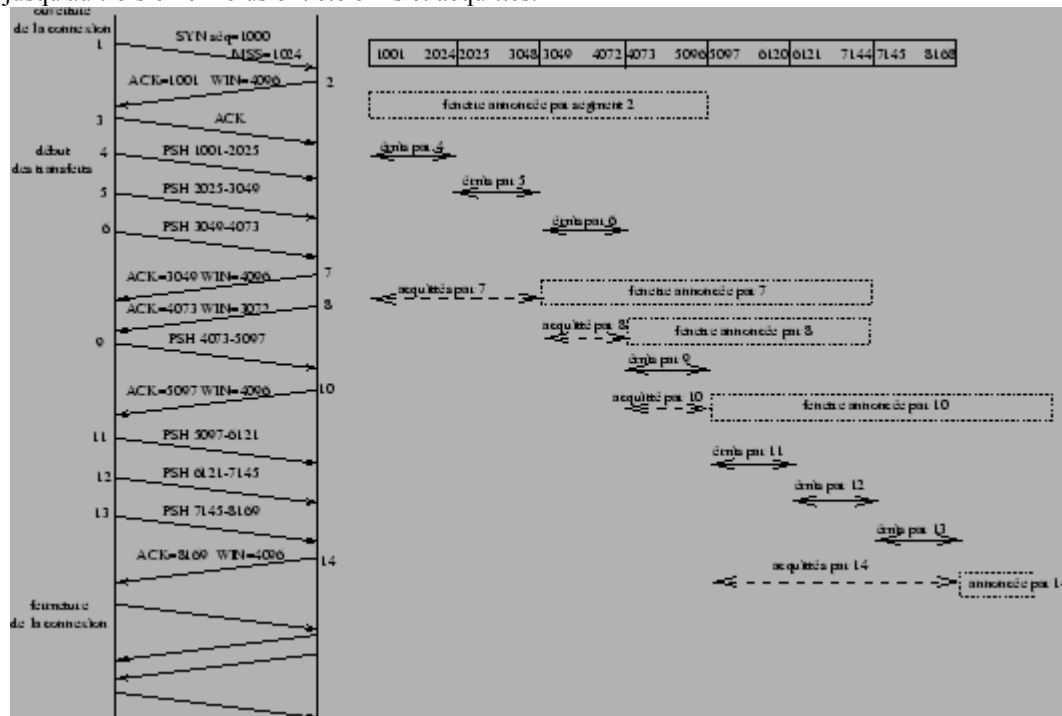 jusqu'au
ouverture
de la connexion
SYN séq=1000
MSS=1024
1
1001 2024 2025 3048 3049 4072 4073 5096 5097 6120 6121 7144 7145 8168
ACK=1001 WIN=4096
2
fenetre annoncée par segment 2
3
ACK
début
des transferts
4
PSH 1001-2025
émis par 4
5
PSH 2025-3049
émis par 5
6
PSH 3049-4073
émis par 6
7
ACK=3049 WIN=4096
acquittés par 7
fenetre annoncée par 7
8
ACK=4073 WIN=3072
acquitté par 8
fenetre annoncée par 8
9
PSH 4073-5097
émis par 9
10
ACK=5097 WIN=4096
acquitté par 10
fenetre annoncée par 10
11
PSH 5097-6121
émis par 11
12
PSH 6121-7145
émis par 12
13
PSH 7145-8169
émis par 13
ACK=8169 WIN=4096
14
acquittés par 14
annoncée par 14
fermeture
de la connexion